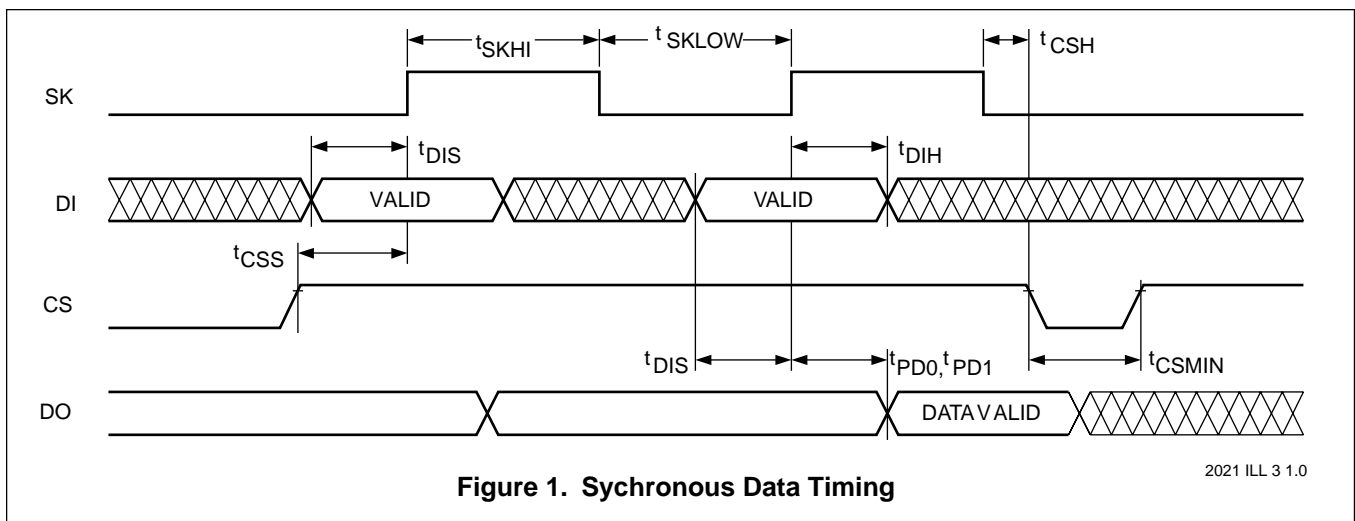 tSKHI
tSKLOW
tCSH
SK
tDIS
tDIH
DI
VALID
VALID
tCSS
CS
tDIS
tPD0,tPD1
tCSMIN
DO
DATA VALID
2021 ILL 3 1.0
Figure 1. Sychronous Data Timing